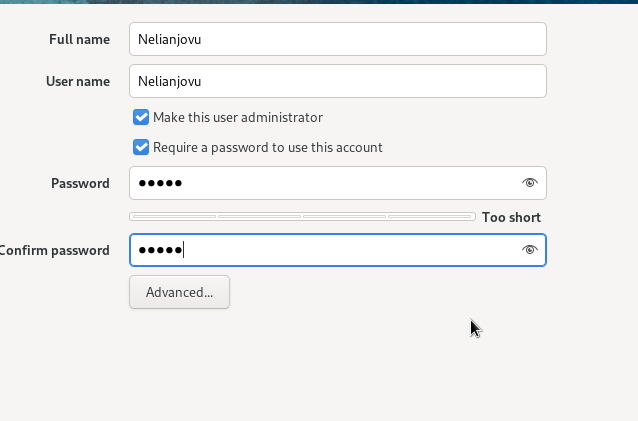 Full name Nelianjovu
User name Nelianjovu
Make this user administrator
Require a password to use this account
Password ●●●●●
Too short
Confirm password ●●●●●
Advanced...